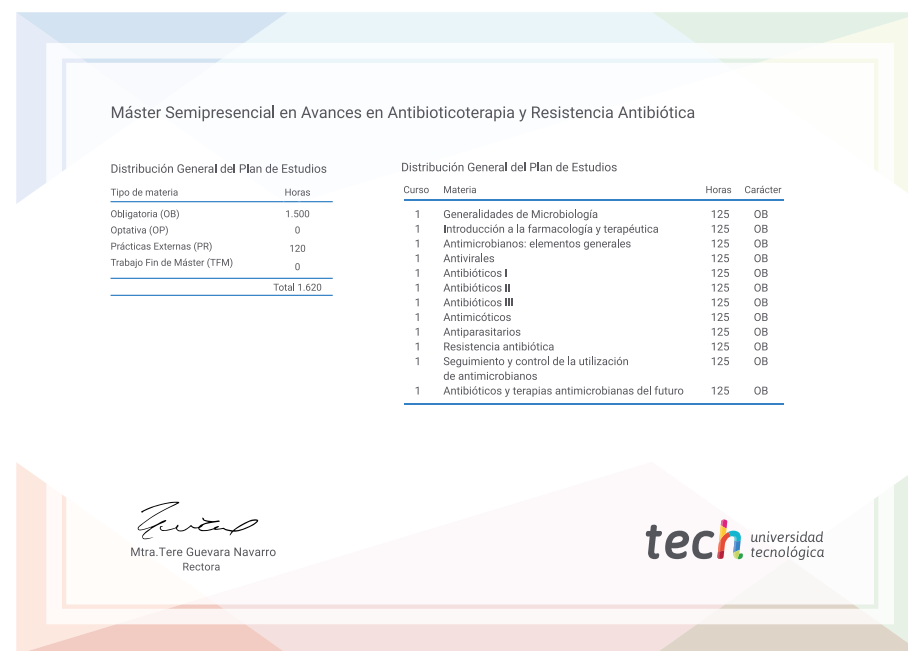 Máster Semipresencial en Avances en Antibioticoterapia y Resistencia Antibiótica
Distribución General del Plan de Estudios
Tipo de materia Horas
Obligatoria (OB) 1.500
Optativa (OP) 0
Prácticas Externas (PR) 120
Trabajo Fin de Máster (TFM) 0
Total 1.620
Distribución General del Plan de Estudios
Curso Materia Horas Carácter
1 Generalidades de Microbiología 125 OB
1 Introducción a la farmacología y terapéutica 125 OB
1 Antimicrobianos: elementos generales 125 OB
1 Antivirales 125 OB
1 Antibióticos I 125 OB
1 Antibióticos II 125 OB
1 Antibióticos III 125 OB
1 Antimicóticos 125 OB
1 Antiparasitarios 125 OB
1 Resistencia antibiótica 125 OB
1 Seguimiento y control de la utilización 125 OB
de antimicrobianos
1 Antibióticos y terapias antimicrobianas del futuro 125 OB
Mtra.Tere Guevara Navarro
Rectora
tech universidad
tecnológica